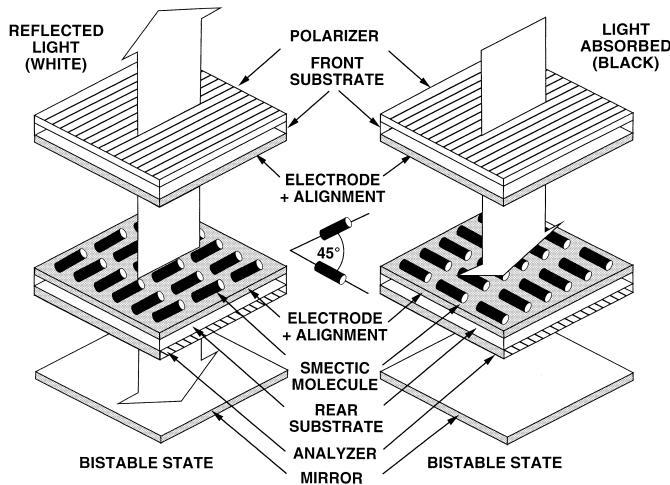 REFLECTED
LIGHT
(WHITE)
POLARIZER
FRONT
SUBSTRATE
LIGHT
ABSORBED
(BLACK)
ELECTRODE
+ ALIGNMENT
45°
ELECTRODE
+ ALIGNMENT
SMECTIC
MOLECULE
REAR
SUBSTRATE
ANALYZER
MIRROR
BISTABLE STATE
BISTABLE STATE